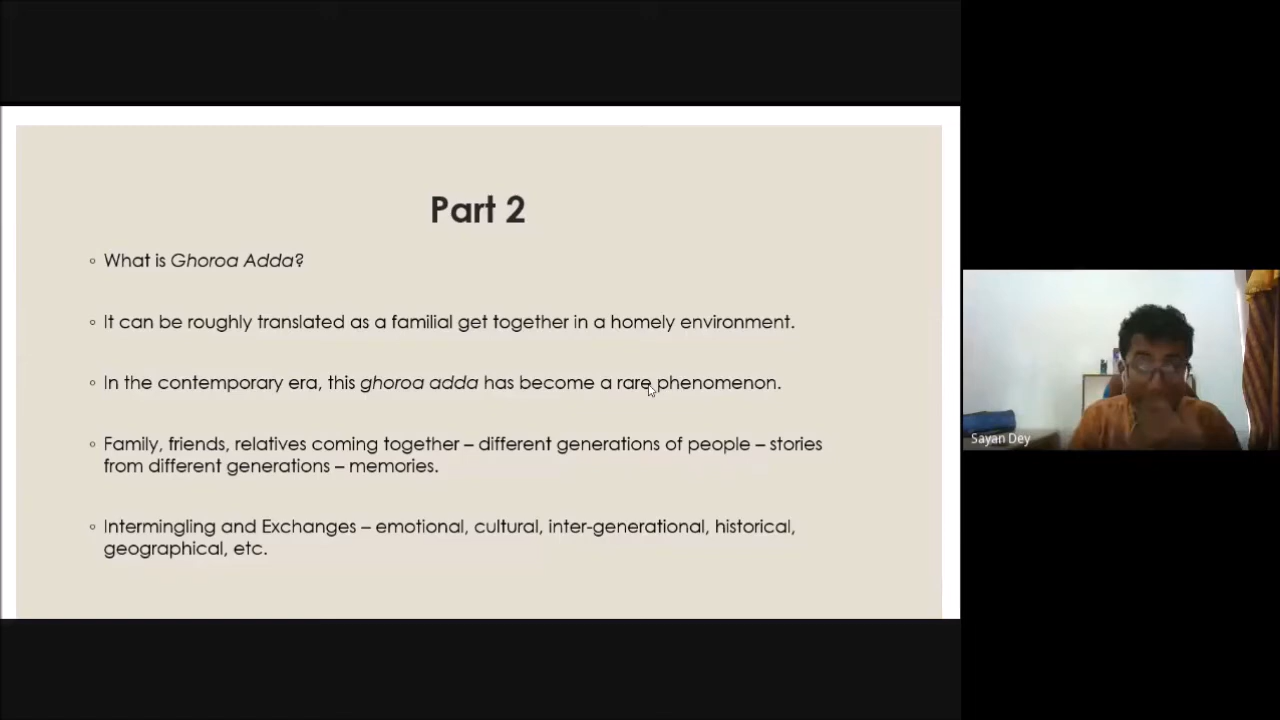 Part 2
◦ What is Ghoroa Adda?
◦ It can be roughly translated as a familial get together in a homely environment.
◦ In the contemporary era, this ghoroa adda has become a rare phenomenon.
◦ Family, friends, relatives coming together – different generations of people – stories
from different generations – memories.
◦ Intermingling and Exchanges – emotional, cultural, inter-generational, historical,
geographical, etc.
Sayan Dey